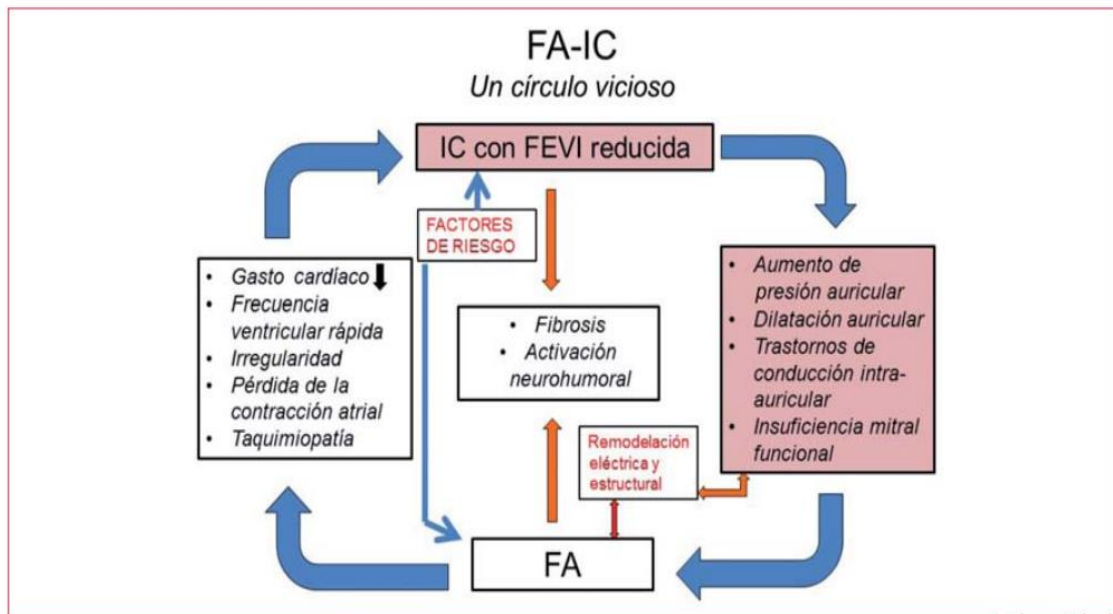 FA-IC
Un círculo vicioso
IC con FEVI reducida
FACTORES
DE RIESGO
• Gasto cardíaco
• Frecuencia
ventricular rápida
• Irregularidad
• Pérdida de la
contracción atrial
• Taquimiopatía
• Fibrosis
• Activación
neurohumoral
• Aumento de
presión auricular
• Dilatación auricular
• Trastornos de
conducción intra-
auricular
• Insuficiencia mitral
funcional
Remodelación
eléctrica y
estructural
FA